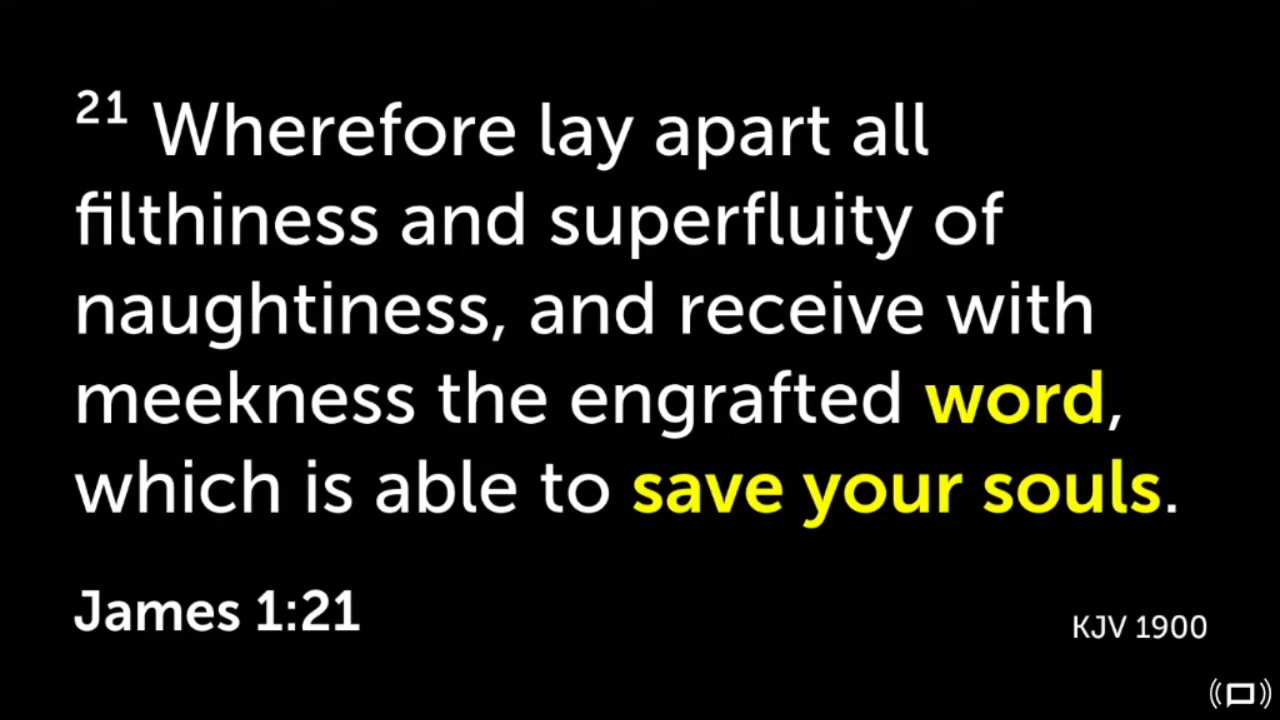 21 Wherefore lay apart all
filthiness and superfluity of
naughtiness, and receive with
meekness the engrafted word,
which is able to save your souls.
James 1:21
KJV 1900